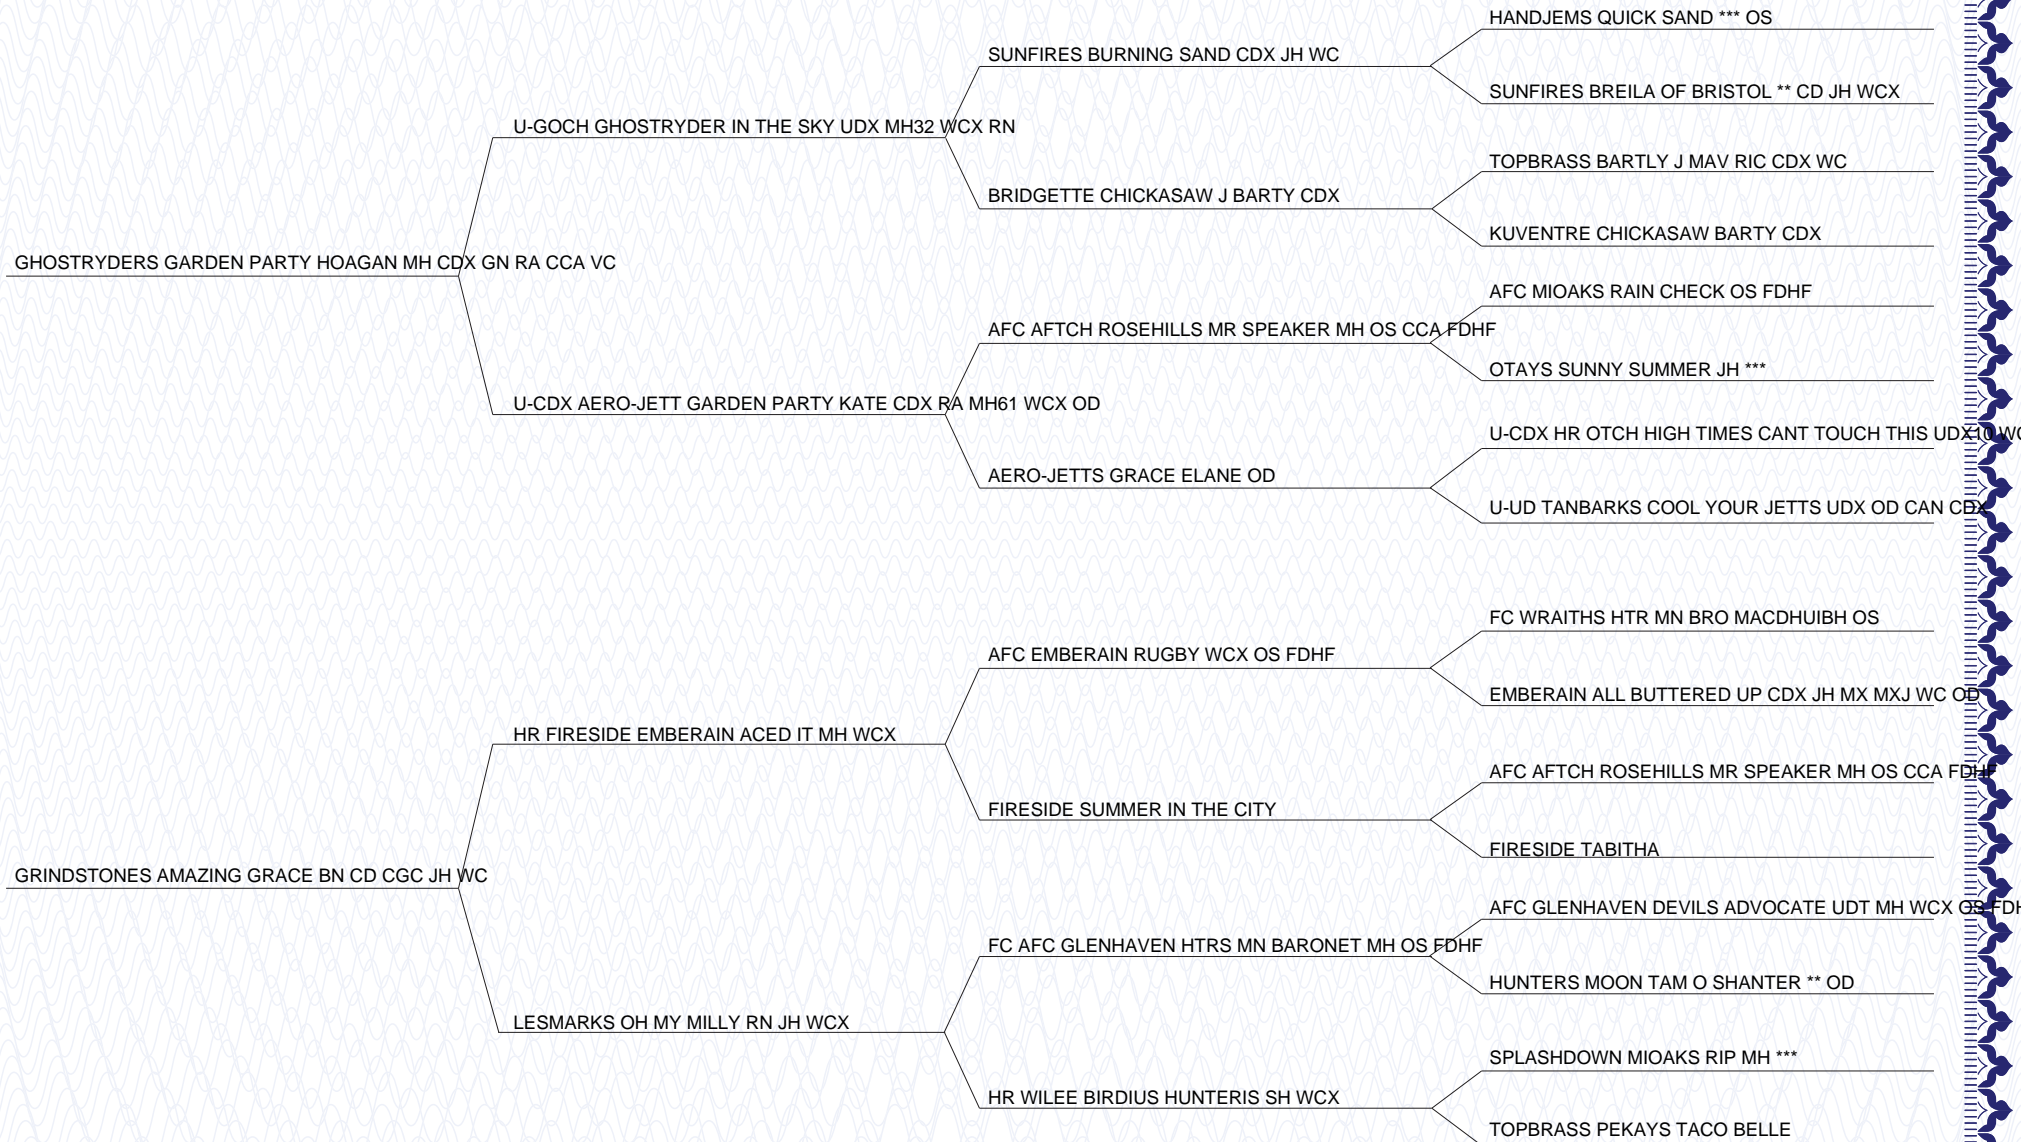 HANDJEMS QUICK SAND *** OS
SUNFIRES BURNING SAND CDX JH WC
SUNFIRES BREILA OF BRISTOL ** CD JH WCX
U-GOCH GHOSTRYDER IN THE SKY UDX MH32 WCX RN
TOPBRASS BARTLY J MAV RIC CDX WC
BRIDGETTE CHICKASAW J BARTY CDX
KUVENTRE CHICKASAW BARTY CDX
GHOSTRYDERS GARDEN PARTY HOAGAN MH CDX GN RA CCA VC
AFC MIOAKS RAIN CHECK OS FDHF
AFC AFTCH ROSEHILLS MR SPEAKER MH OS CCA FDHF
OTAYS SUNNY SUMMER JH ***
U-CDX AERO-JETT GARDEN PARTY KATE CDX RA MH61 WCX OD
U-CDX HR OTCH HIGH TIMES CANT TOUCH THIS UDX10 WC
AERO-JETTS GRACE ELANE OD
U-UD TANBARKS COOL YOUR JETTS UDX OD CAN CDX
FC WRAITHS HTR MN BRO MACDHUIBH OS
AFC EMBERAIN RUGBY WCX OS FDHF
EMBERAIN ALL BUTTERED UP CDX JH MX MXJ WC OD
HR FIRESIDE EMBERAIN ACED IT MH WCX
AFC AFTCH ROSEHILLS MR SPEAKER MH OS CCA FDHF
FIRESIDE SUMMER IN THE CITY
FIRESIDE TABITHA
GRINDSTONES AMAZING GRACE BN CD CGC JH WC
AFC GLENHAVEN DEVILS ADVOCATE UDT MH WCX OS FDH
FC AFC GLENHAVEN HTRS MN BARONET MH OS FDHF
HUNTERS MOON TAM O SHANTER ** OD
LESMARKS OH MY MILLY RN JH WCX
SPLASHDOWN MIOAKS RIP MH ***
HR WILEE BIRDIUS HUNTERIS SH WCX
TOPBRASS PEKAYS TACO BELLE